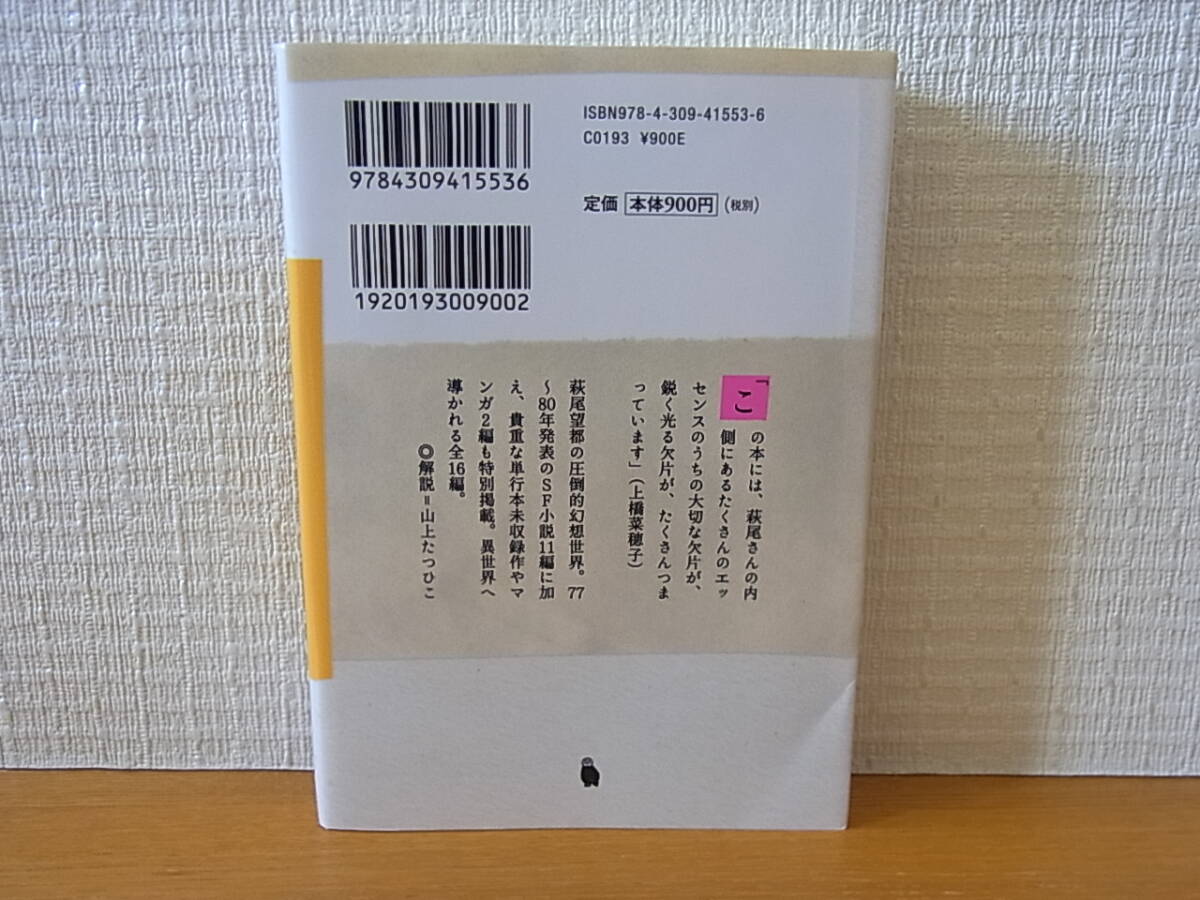 ISBN978-4-309-41553-6
C0193 ¥900E
9784309415536
定価 本体900円 (税別)
1920193009002
「この本には、萩尾さんの内
側にあるたくさんのエッ
センスのうちの大切な欠片が、
鋭く光る欠片が、たくさんつま
っています」(上橋菜穂子)
萩尾望都の圧倒的幻想世界。77
〜80年発表のSF小説11編に加
え、貴重な単行本未収録作やマ
ンガ2編も特別掲載。異世界へ
導かれる全16編。
◎解説=山上たつひこ